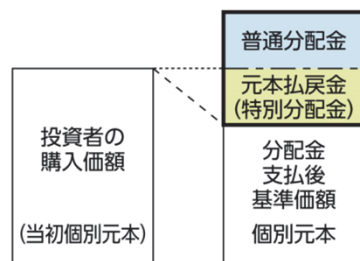 普通分配金
元本払戻金
(特別分配金)
投資者の
購入価額
(当初個別元本)
分配金
支払後
基準価額
個別元本